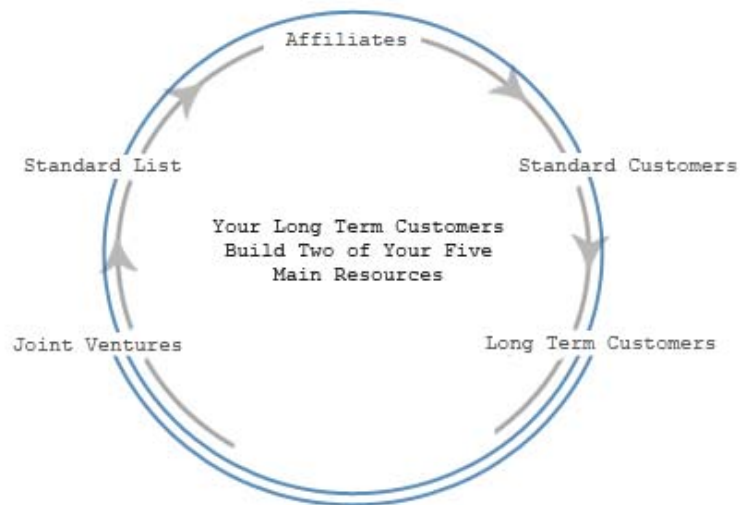 Affiliates
Standard List
Standard Customers
Your Long Term Customers
Build Two of Your Five
Main Resources
Joint Ventures
Long Term Customers